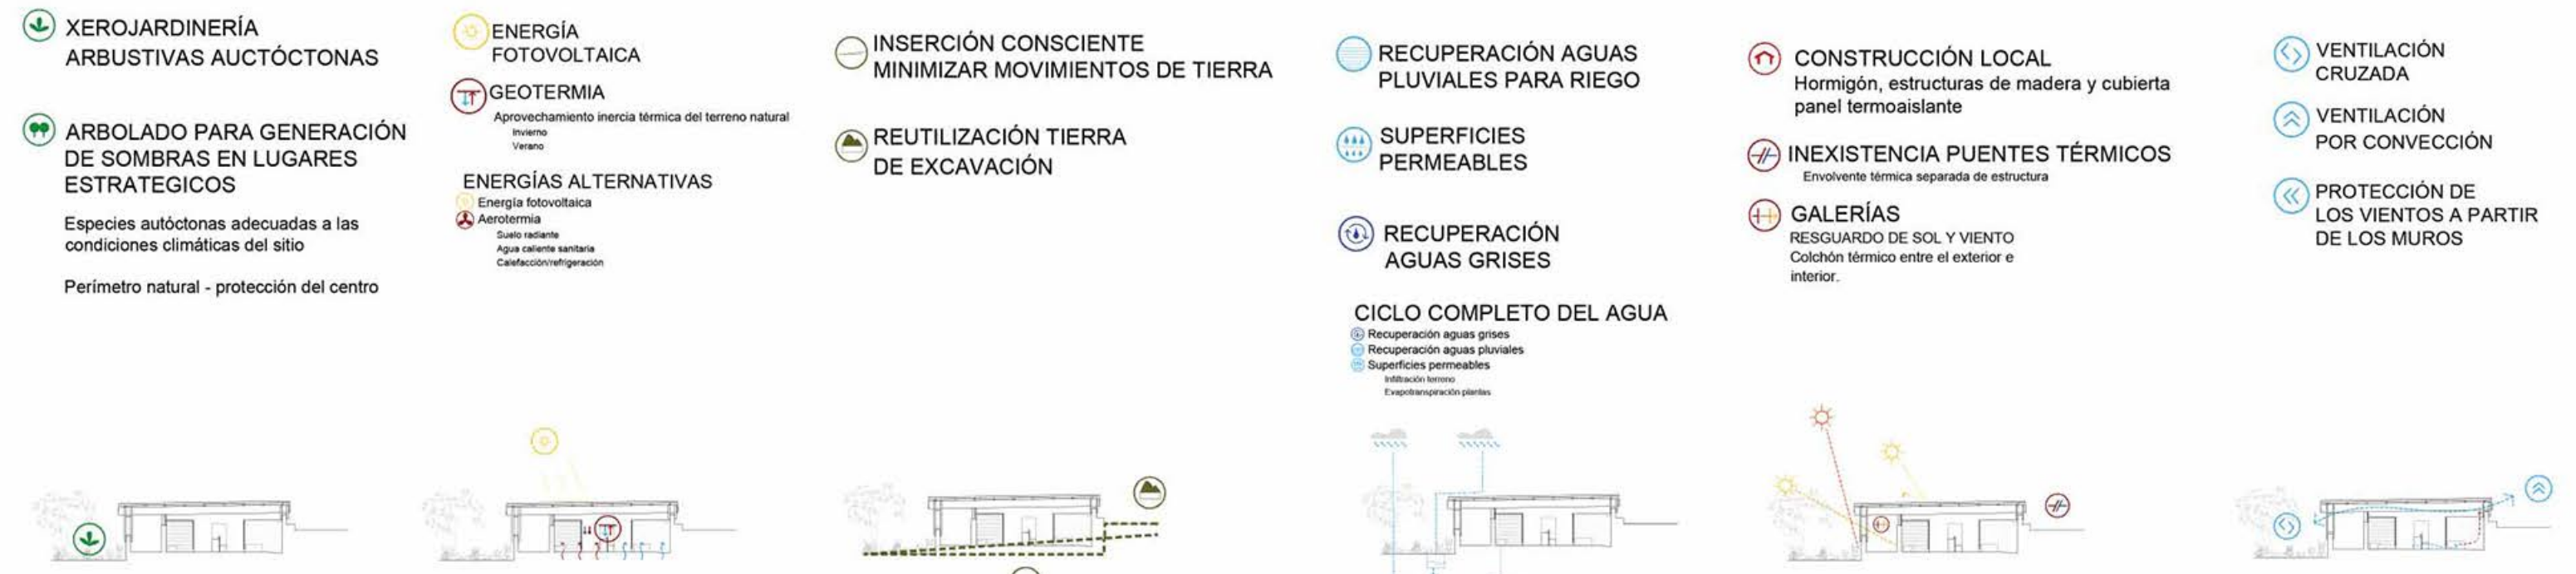 XEROJARDINERÍA
ARBUSTIVAS AUCTÓCTONAS
ARBOLADO PARA GENERACIÓN
DE SOMBRAS EN LUGARES
ESTRATEGICOS
Especies autóctonas adecuadas a las
condiciones climáticas del sitio
Perímetro natural - protección del centro
ENERGÍA
FOTOVOLTAICA
GEOTERMIA
Aprovechamiento inercia térmica del terreno natural
Invierno
Verano
ENERGÍAS ALTERNATIVAS
Energía fotovoltaica
Aerotermia
Suelo radiante
Agua caliente sanitaria
Calefacción/refrigeración
INSERCIÓN CONSCIENTE
MINIMIZAR MOVIMIENTOS DE TIERRA
REUTILIZACIÓN TIERRA
DE EXCAVACIÓN
RECUPERACIÓN AGUAS
PLUVIALES PARA RIEGO
SUPERFICIES
PERMEABLES
RECUPERACIÓN
AGUAS GRISES
CICLO COMPLETO DEL AGUA
Recuperación aguas grises
Recuperación aguas pluviales
Superficies permeables
Infiltración terreno
Evapotranspiración plantas
CONSTRUCCIÓN LOCAL
Hormigón, estructuras de madera y cubierta
panel termoaislante
INEXISTENCIA PUENTES TÉRMICOS
Envolvente térmica separada de estructura
GALERÍAS
RESGUARDO DE SOL Y VIENTO
Colchón térmico entre el exterior e
interior.
VENTILACIÓN
CRUZADA
VENTILACIÓN
POR CONVECCIÓN
PROTECCIÓN DE
LOS VIENTOS A PARTIR
DE LOS MUROS